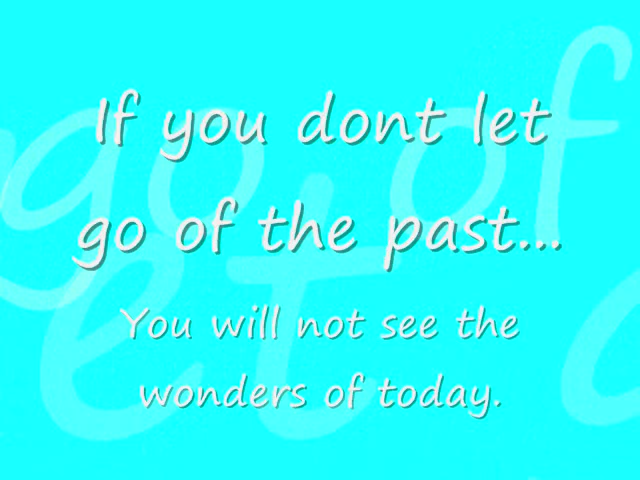 If you dont let
go of the past...
You will not see the
wonders of today.